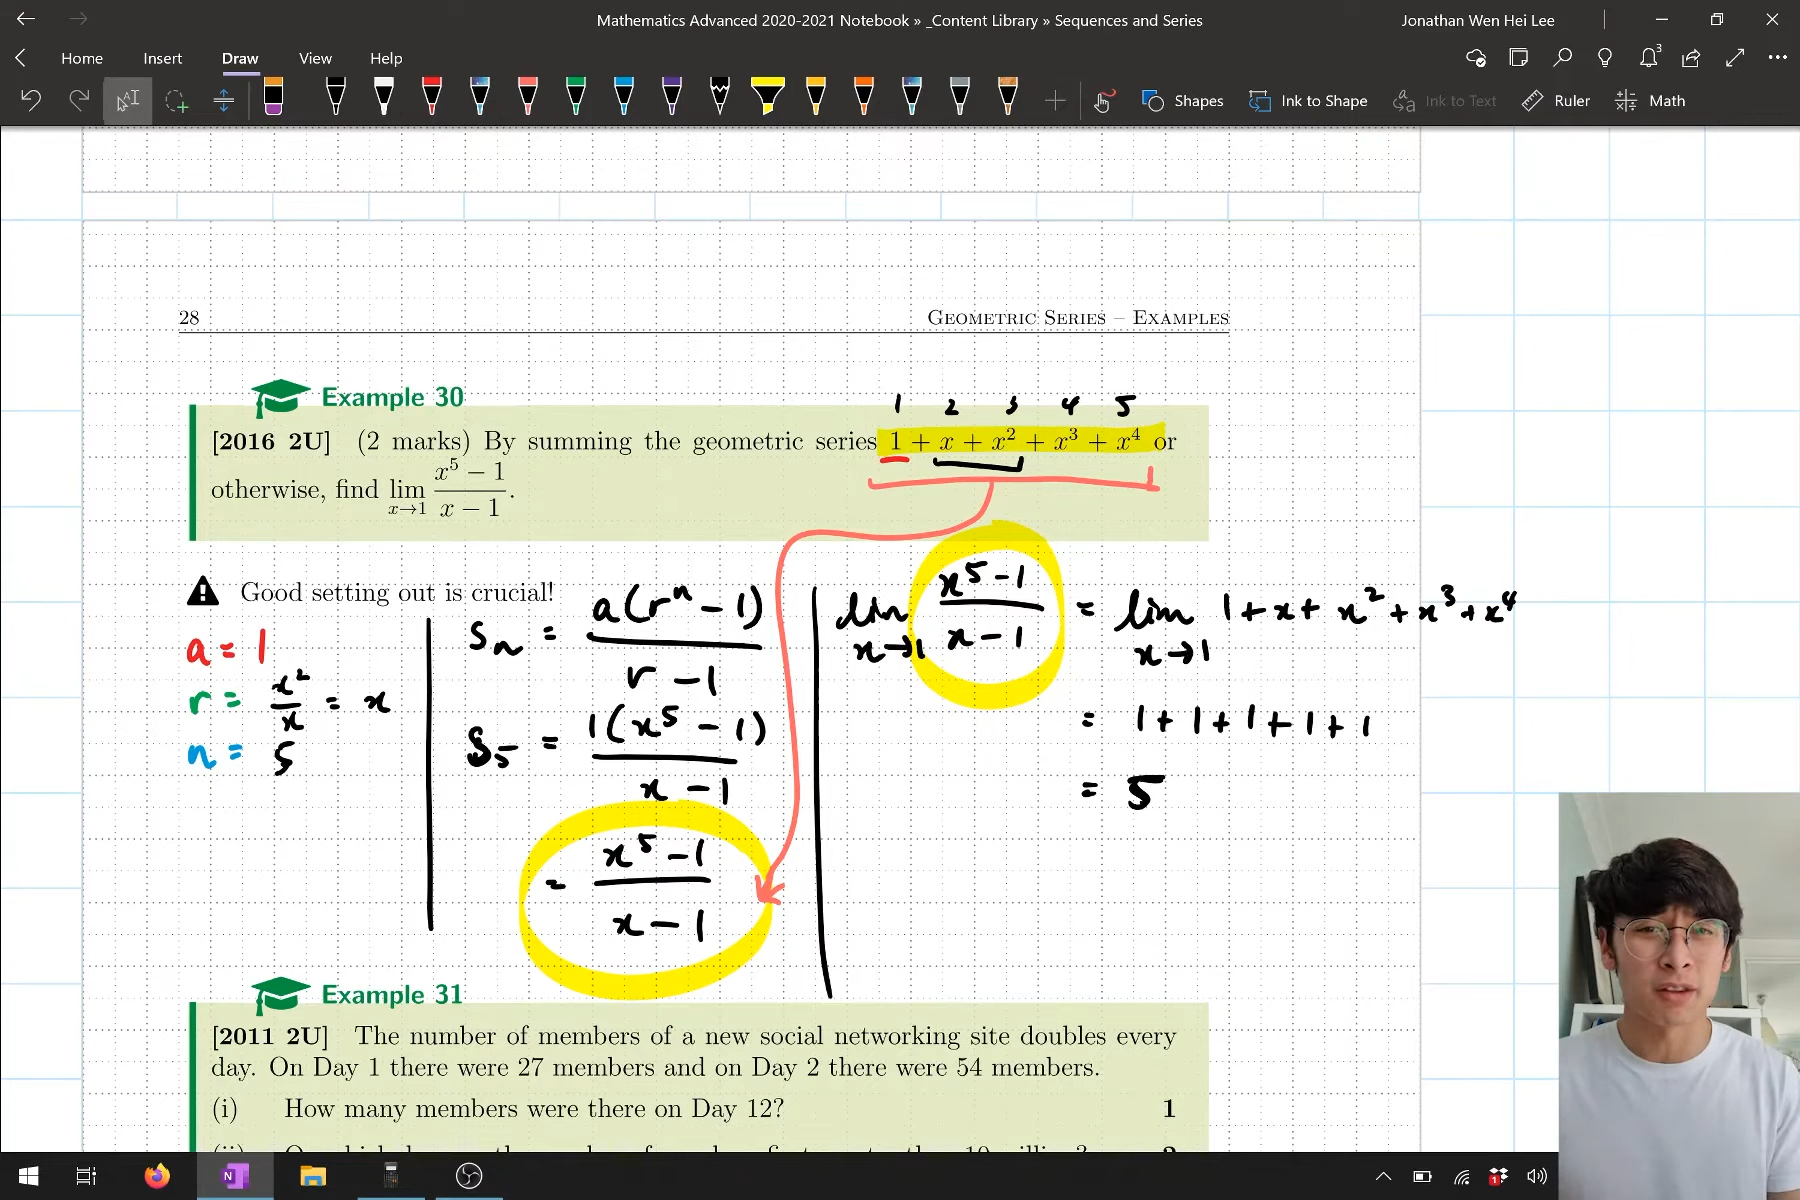 Mathematics Advanced 2020-2021 Notebook » _Content Library » Sequences and Series
Jonathan Wen Hei Lee
Home Insert Draw View Help
3
Shapes Ink to Shape Ink to Text Ruler Math
28 GEOMETRIC SERIES – EXAMPLES
Example 30
1 2 3 4 5
[2016 2U] (2 marks) By summing the geometric series 1 + x + x² + x³ + x⁴ or
otherwise, find lim x→1 (x⁵ − 1)/(x − 1).
Good setting out is crucial!
a = 1
r = x²/x = x
n = 5
Sn = a(rⁿ − 1)/(r − 1)
S5 = 1(x⁵ − 1)/(x − 1)
= (x⁵ − 1)/(x − 1)
lim x→1 (x⁵ − 1)/(x − 1) = lim x→1 1 + x + x² + x³ + x⁴
= 1 + 1 + 1 + 1 + 1
= 5
Example 31
[2011 2U] The number of members of a new social networking site doubles every
day. On Day 1 there were 27 members and on Day 2 there were 54 members.
(i) How many members were there on Day 12? 1